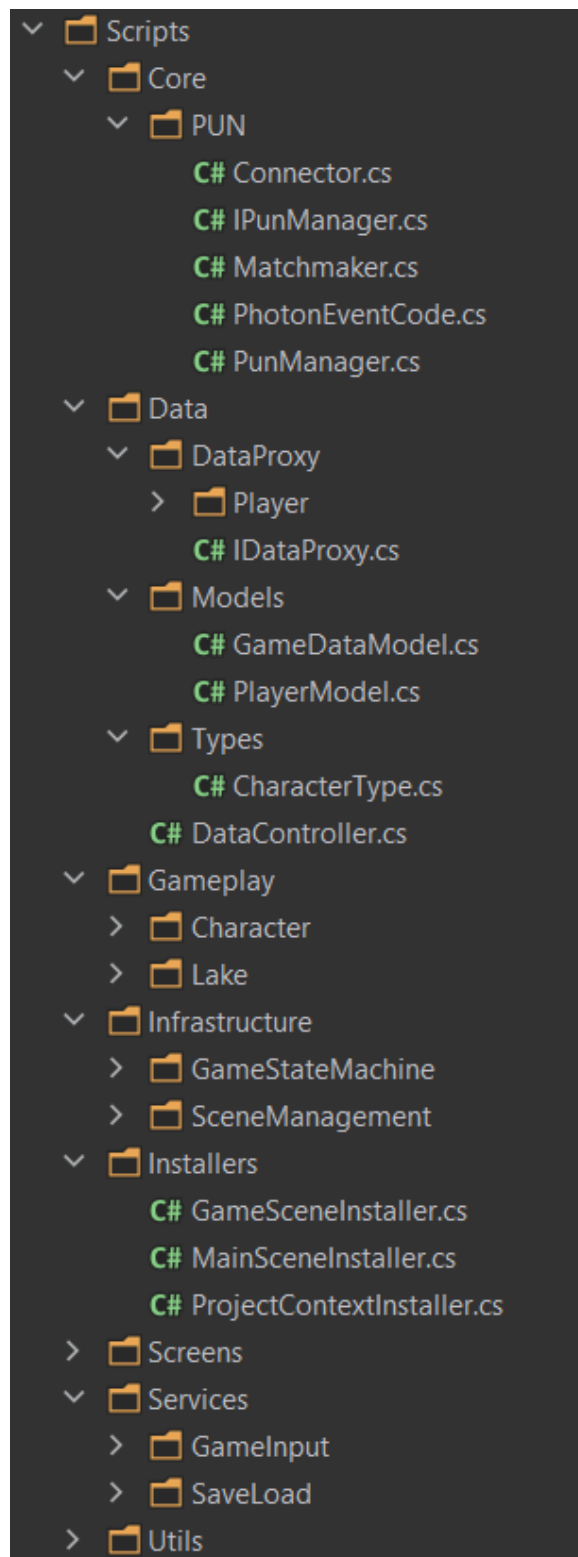 Scripts
Core
PUN
C# Connector.cs
C# IPunManager.cs
C# Matchmaker.cs
C# PhotonEventCode.cs
C# PunManager.cs
Data
DataProxy
Player
C# IDataProxy.cs
Models
C# GameDataModel.cs
C# PlayerModel.cs
Types
C# CharacterType.cs
C# DataController.cs
Gameplay
Character
Lake
Infrastructure
GameStateMachine
SceneManagement
Installers
C# GameSceneInstaller.cs
C# MainSceneInstaller.cs
C# ProjectContextInstaller.cs
Screens
Services
GameInput
SaveLoad
Utils